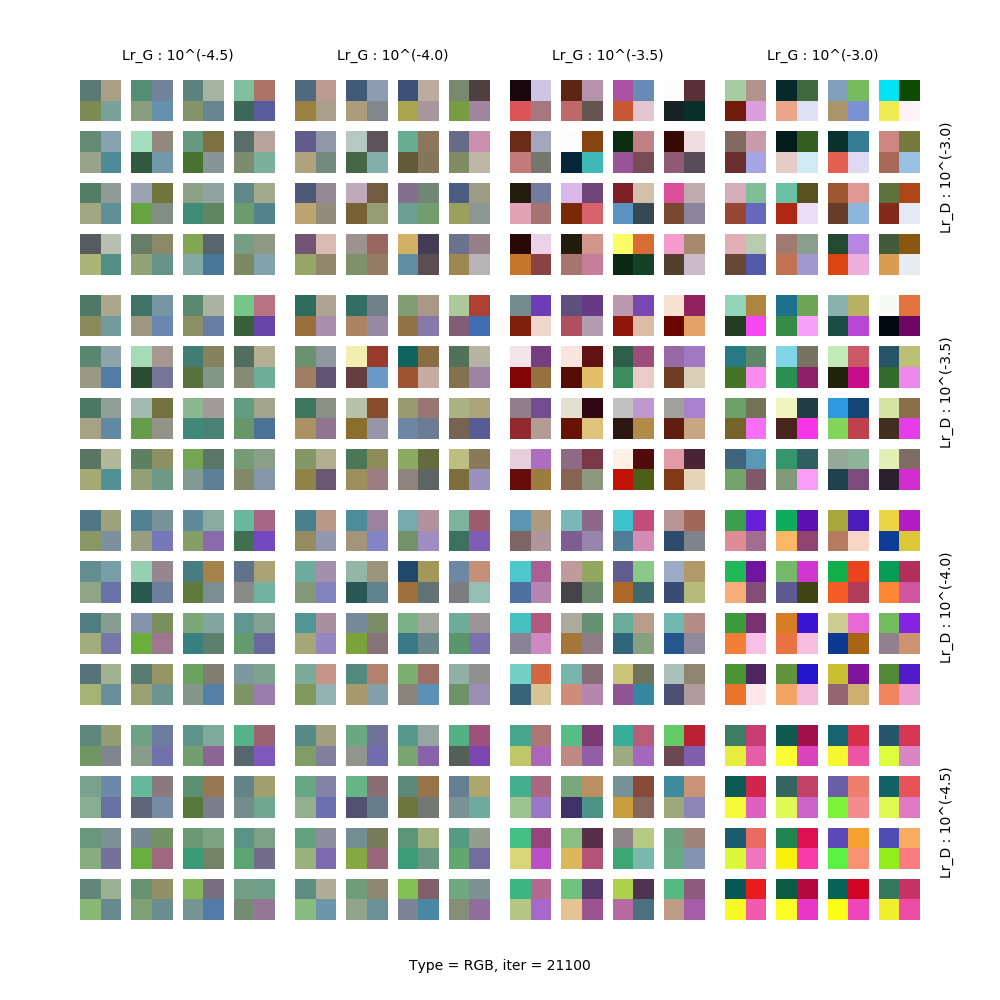 Lr_G : 10^(-4.5)
Lr_G : 10^(-4.0)
Lr_G : 10^(-3.5)
Lr_G : 10^(-3.0)
Lr_D : 10^(-3.0)
Lr_D : 10^(-3.5)
Lr_D : 10^(-4.0)
Lr_D : 10^(-4.5)
Type = RGB, iter = 21100